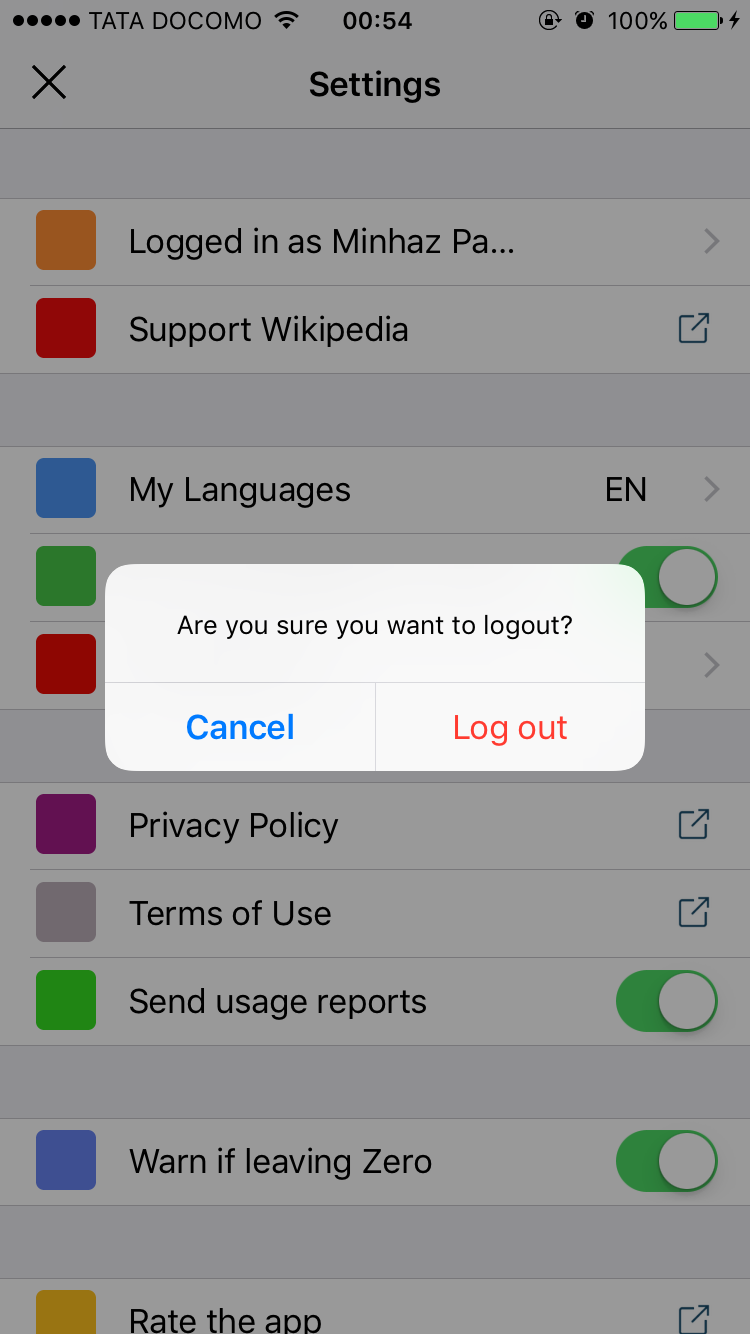 TATA DOCOMO 00:54 100%
Settings
Logged in as Minhaz Pa...
Support Wikipedia
My Languages EN
Are you sure you want to logout?
Cancel Log out
Privacy Policy
Terms of Use
Send usage reports
Warn if leaving Zero
Rate the app